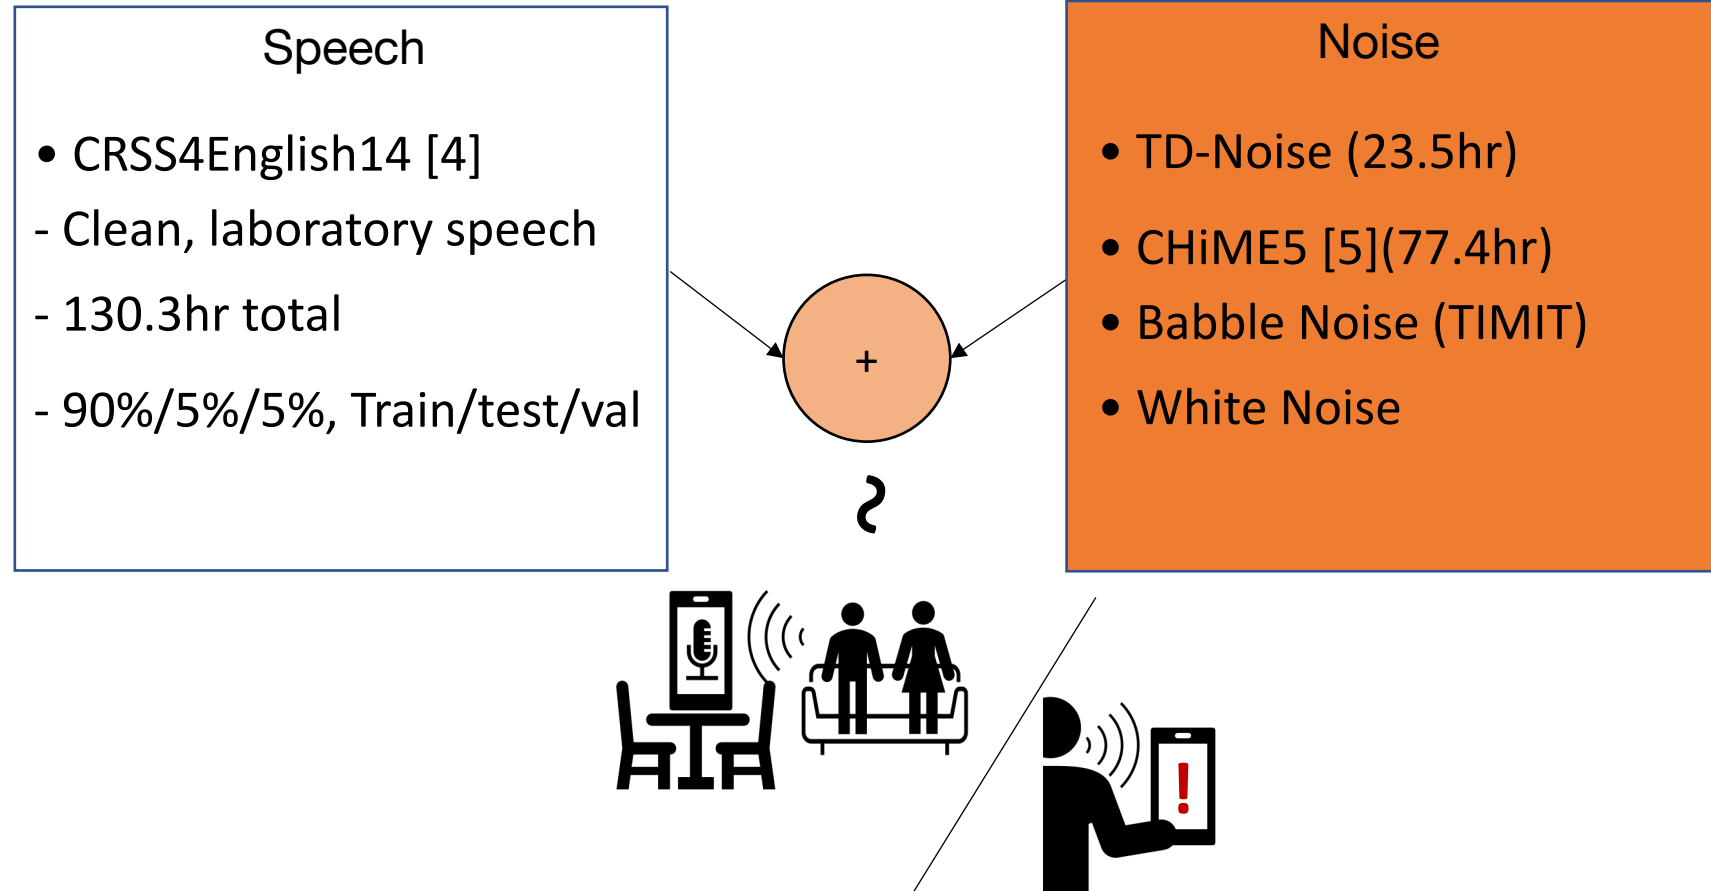 Speech
• CRSS4English14 [4]
- Clean, laboratory speech
- 130.3hr total
- 90%/5%/5%, Train/test/val
+
~
Noise
• TD-Noise (23.5hr)
• CHiME5 [5](77.4hr)
• Babble Noise (TIMIT)
• White Noise
!